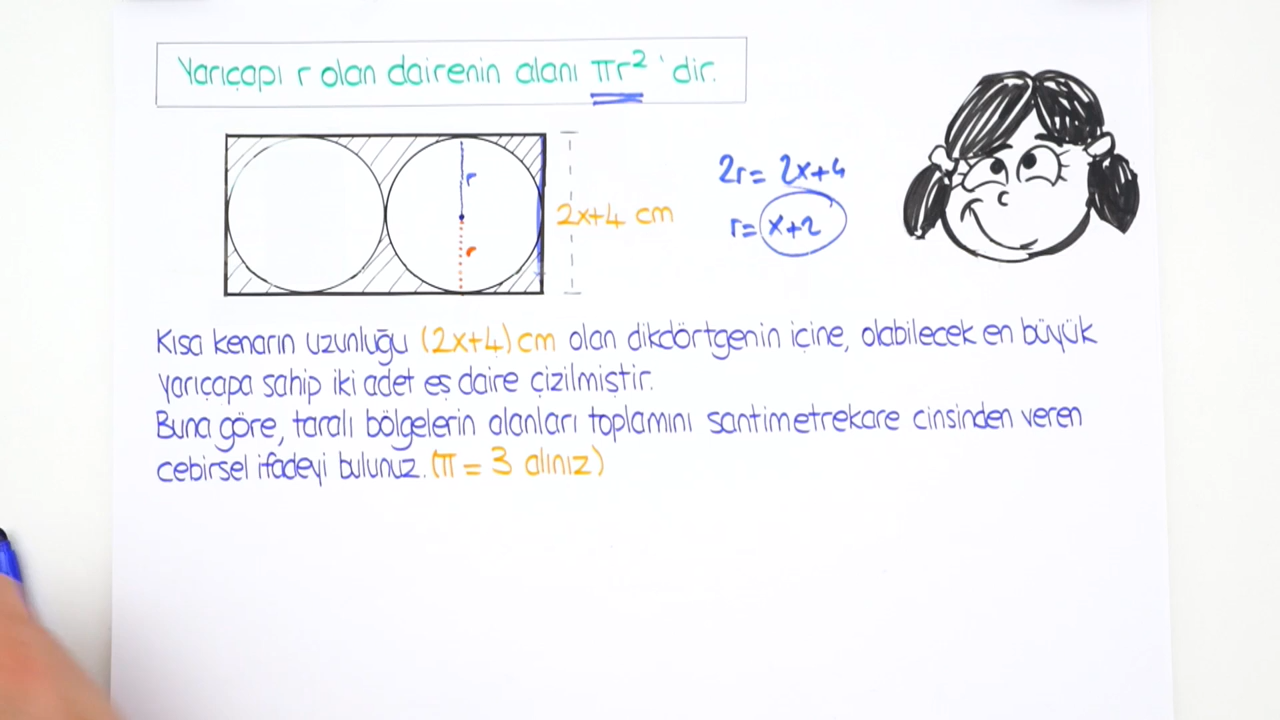 Yarıçapı r olan dairenin alanı πr² 'dir.
r
r
2x+4 cm
2r = 2x+4
r = x+2
Kısa kenarın uzunluğu (2x+4) cm olan dikdörtgenin içine, olabilecek en büyük
yarıçapa sahip iki adet eş daire çizilmiştir.
Buna göre, taralı bölgelerin alanları toplamını santimetrekare cinsinden veren
cebirsel ifadeyi bulunuz. (π = 3 alınız)